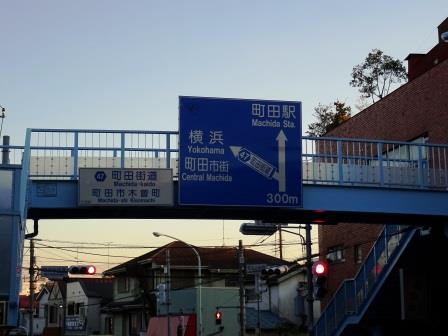 町田駅
Machida Sta.
横浜
Yokohama
町田市街
Central Machida
47
300m
47
町田街道
Machida-kaido
町田市木曽町
Machida-shi Kisomachi